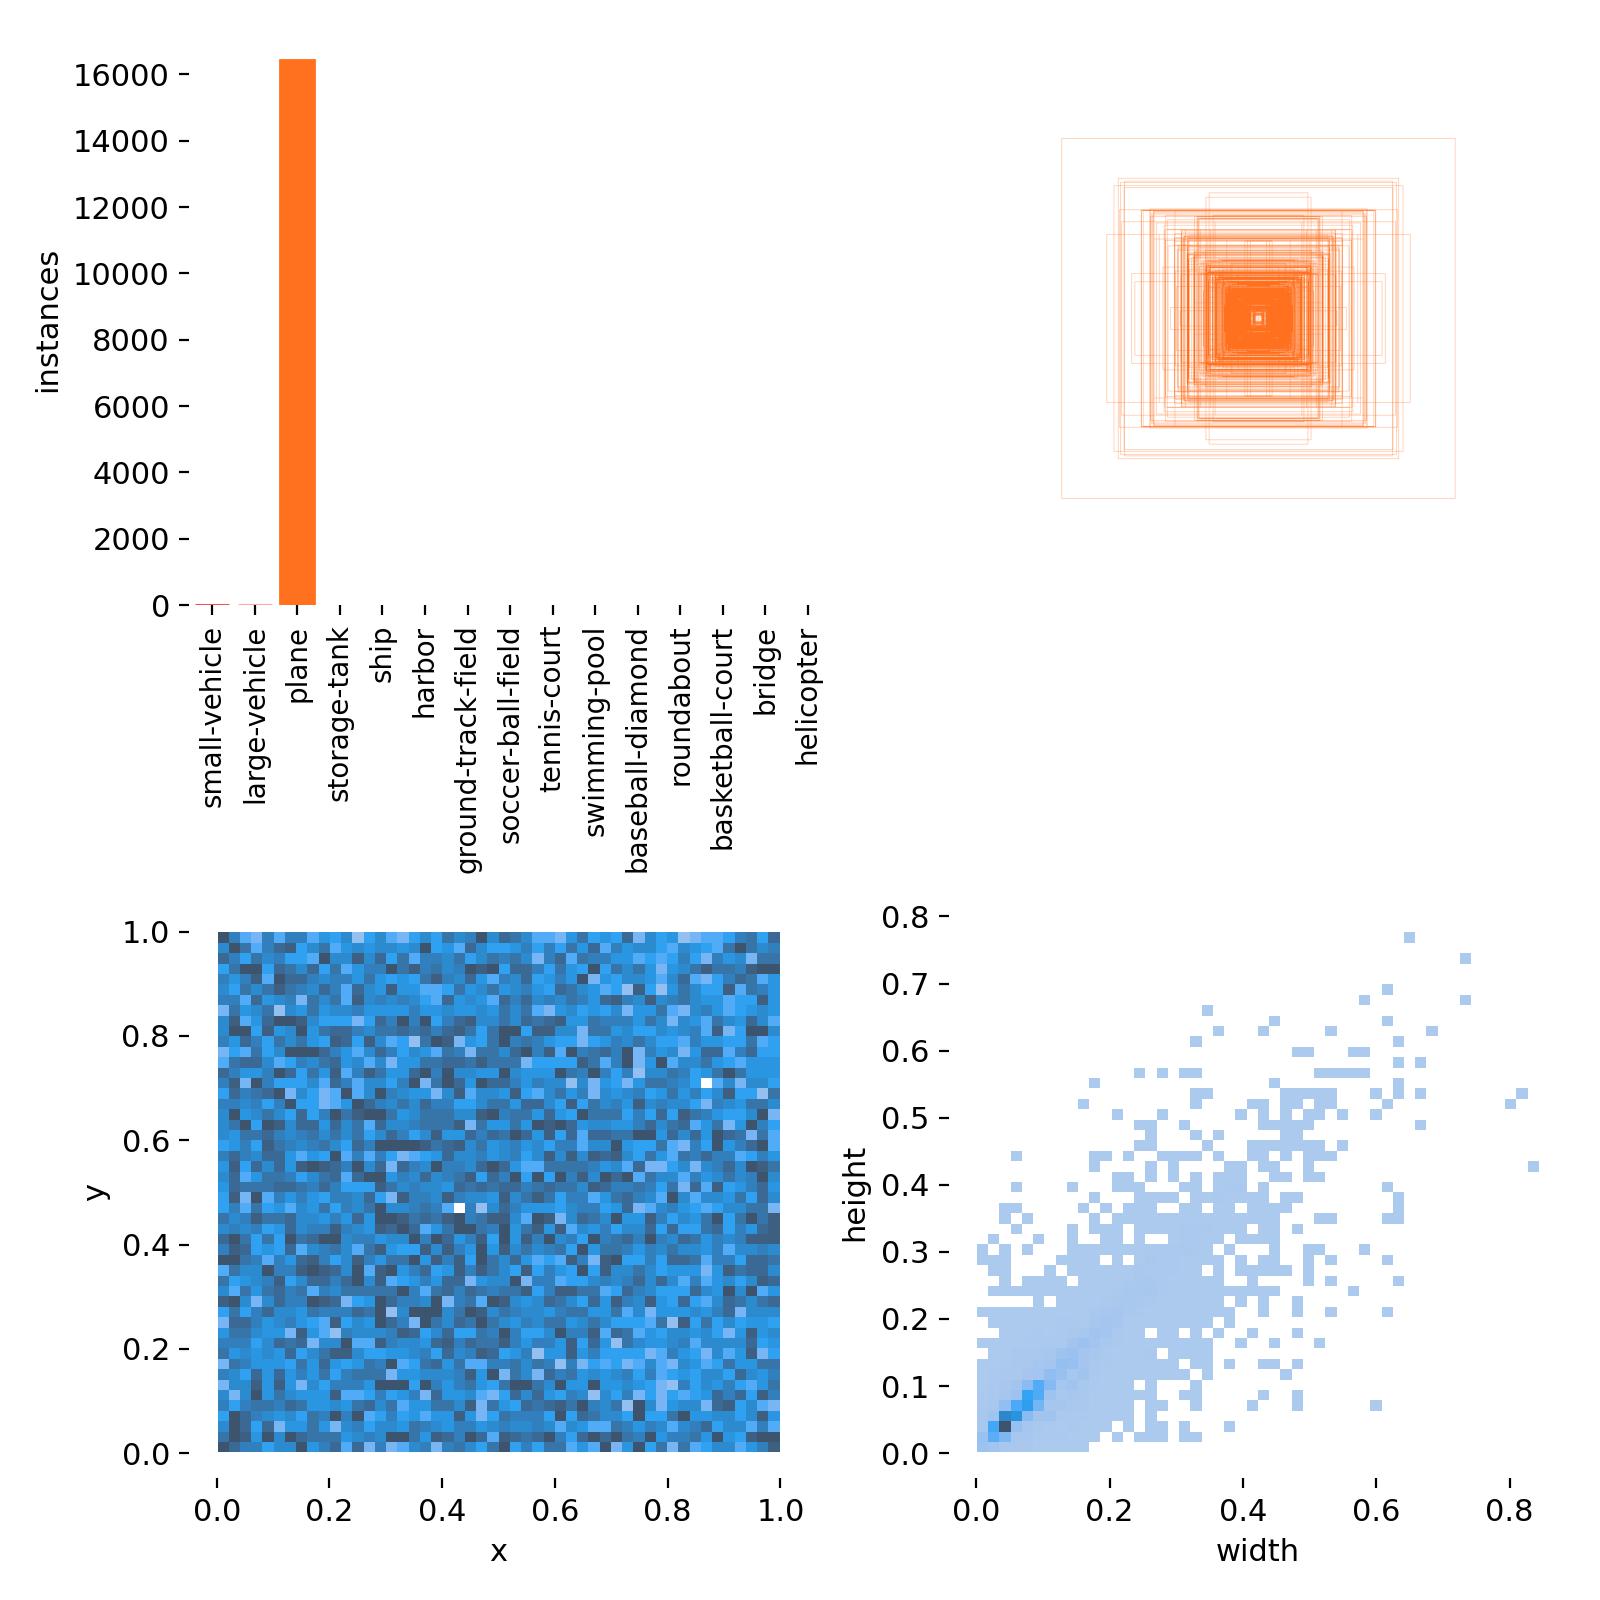 16000
14000
12000
10000
8000
6000
4000
2000
0
instances
small-vehicle
large-vehicle
plane
storage-tank
ship
harbor
ground-track-field
soccer-ball-field
tennis-court
swimming-pool
baseball-diamond
roundabout
basketball-court
bridge
helicopter
1.0
0.8
0.6
0.4
0.2
0.0
y
0.0 0.2 0.4 0.6 0.8 1.0
x
0.8
0.7
0.6
0.5
0.4
0.3
0.2
0.1
0.0
height
0.0 0.2 0.4 0.6 0.8
width